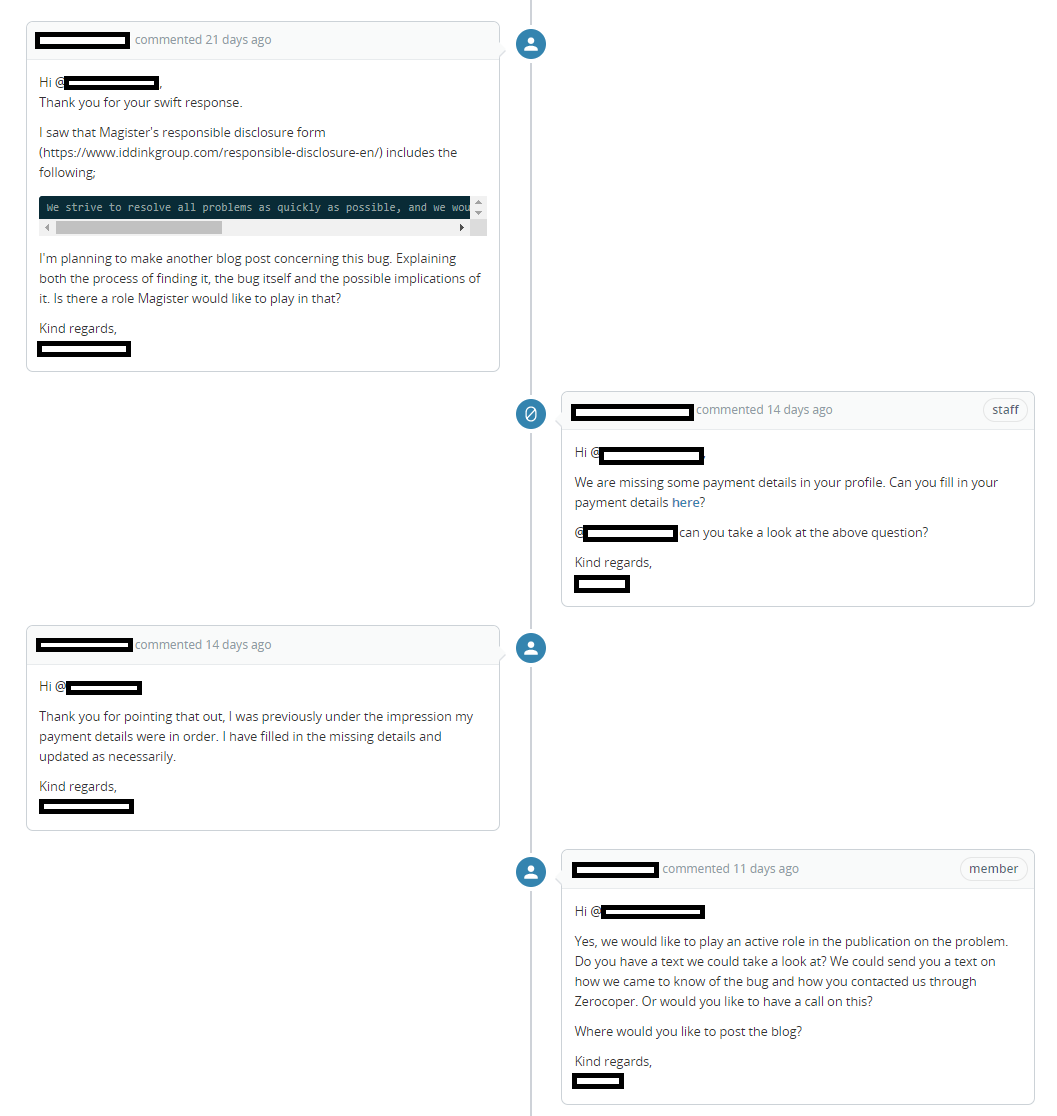 commented 21 days ago
Hi @
Thank you for your swift response.
I saw that Magister's responsible disclosure form
(https://www.iddinkgroup.com/responsible-disclosure-en/) includes the
following;
We strive to resolve all problems as quickly as possible, and we wou
I'm planning to make another blog post concerning this bug. Explaining
both the process of finding it, the bug itself and the possible implications of
it. Is there a role Magister would like to play in that?
Kind regards,
commented 14 days ago staff
Hi @
We are missing some payment details in your profile. Can you fill in your
payment details here?
@ can you take a look at the above question?
Kind regards,
commented 14 days ago
Hi @
Thank you for pointing that out, I was previously under the impression my
payment details were in order. I have filled in the missing details and
updated as necessarily.
Kind regards,
commented 11 days ago member
Hi @
Yes, we would like to play an active role in the publication on the problem.
Do you have a text we could take a look at? We could send you a text on
how we came to know of the bug and how you contacted us through
Zerocoper. Or would you like to have a call on this?
Where would you like to post the blog?
Kind regards,